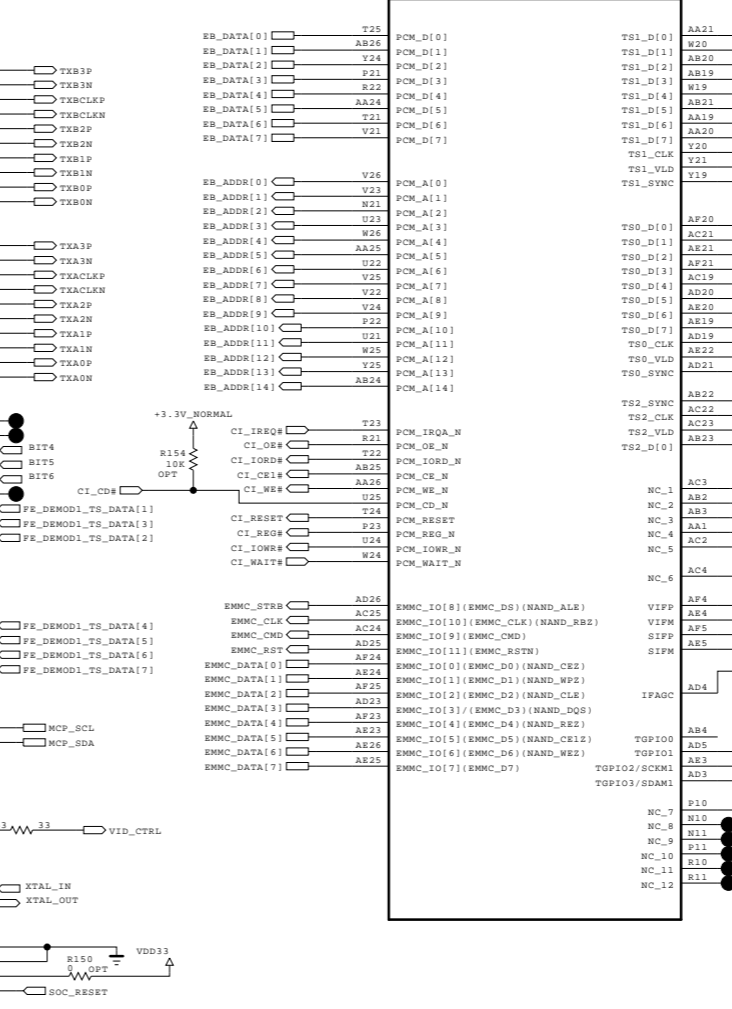 TXB3P
TXB3N
TXBCLKP
TXBCLKN
TXB2P
TXB2N
TXB1P
TXB1N
TXB0P
TXB0N
TXA3P
TXA3N
TXACLKP
TXACLKN
TXA2P
TXA2N
TXA1P
TXA1N
TXA0P
TXA0N
BIT4
BIT5
BIT6
FE_DEMOD1_TS_DATA[1]
FE_DEMOD1_TS_DATA[3]
FE_DEMOD1_TS_DATA[2]
FE_DEMOD1_TS_DATA[4]
FE_DEMOD1_TS_DATA[5]
FE_DEMOD1_TS_DATA[6]
FE_DEMOD1_TS_DATA[7]
MCP_SCL
MCP_SDA
3 33 VID_CTRL
XTAL_IN
XTAL_OUT
R150
0 OPT
VDD33
SOC_RESET
EB_DATA[0] T25 PCM_D[0]
EB_DATA[1] AB26 PCM_D[1]
EB_DATA[2] Y24 PCM_D[2]
EB_DATA[3] P21 PCM_D[3]
EB_DATA[4] R22 PCM_D[4]
EB_DATA[5] AA24 PCM_D[5]
EB_DATA[6] T21 PCM_D[6]
EB_DATA[7] V21 PCM_D[7]
EB_ADDR[0] V26 PCM_A[0]
EB_ADDR[1] V23 PCM_A[1]
EB_ADDR[2] N21 PCM_A[2]
EB_ADDR[3] U23 PCM_A[3]
EB_ADDR[4] W26 PCM_A[4]
EB_ADDR[5] AA25 PCM_A[5]
EB_ADDR[6] U22 PCM_A[6]
EB_ADDR[7] V25 PCM_A[7]
EB_ADDR[8] V22 PCM_A[8]
EB_ADDR[9] V24 PCM_A[9]
EB_ADDR[10] P22 PCM_A[10]
EB_ADDR[11] U21 PCM_A[11]
EB_ADDR[12] W25 PCM_A[12]
EB_ADDR[13] Y25 PCM_A[13]
EB_ADDR[14] AB24 PCM_A[14]
+3.3V_NORMAL
R154
10K
OPT
CI_CD#
CI_IREQ# T23 PCM_IRQA_N
CI_OE# R21 PCM_OE_N
CI_IORD# T22 PCM_IORD_N
CI_CE1# AB25 PCM_CE_N
CI_WE# AA26 PCM_WE_N
U25 PCM_CD_N
CI_RESET T24 PCM_RESET
CI_REG# P23 PCM_REG_N
CI_IOWR# U24 PCM_IOWR_N
CI_WAIT# W24 PCM_WAIT_N
EMMC_STRB AD26 EMMC_IO[8](EMMC_DS)(NAND_ALE)
EMMC_CLK AC25 EMMC_IO[10](EMMC_CLK)(NAND_RBZ)
EMMC_CMD AC24 EMMC_IO[9](EMMC_CMD)
EMMC_RST AD25 EMMC_IO[11](EMMC_RSTN)
EMMC_DATA[0] AF24 EMMC_IO[0](EMMC_D0)(NAND_CEZ)
EMMC_DATA[1] AE24 EMMC_IO[1](EMMC_D1)(NAND_WPZ)
EMMC_DATA[2] AF25 EMMC_IO[2](EMMC_D2)(NAND_CLE)
EMMC_DATA[3] AD23 EMMC_IO[3]/(EMMC_D3)(NAND_DQS)
EMMC_DATA[4] AF23 EMMC_IO[4](EMMC_D4)(NAND_REZ)
EMMC_DATA[5] AE23 EMMC_IO[5](EMMC_D5)(NAND_CE1Z)
EMMC_DATA[6] AE26 EMMC_IO[6](EMMC_D6)(NAND_WEZ)
EMMC_DATA[7] AE25 EMMC_IO[7](EMMC_D7)
TS1_D[0] AA21
TS1_D[1] W20
TS1_D[2] AB20
TS1_D[3] AB19
TS1_D[4] W19
TS1_D[5] AB21
TS1_D[6] AA19
TS1_D[7] AA20
TS1_CLK Y20
TS1_VLD Y21
TS1_SYNC Y19
TS0_D[0] AF20
TS0_D[1] AC21
TS0_D[2] AE21
TS0_D[3] AF21
TS0_D[4] AC19
TS0_D[5] AD20
TS0_D[6] AE20
TS0_D[7] AE19
TS0_CLK AD19
TS0_VLD AE22
TS0_SYNC AD21
TS2_SYNC AB22
TS2_CLK AC22
TS2_VLD AC23
TS2_D[0] AB23
NC_1 AC3
NC_2 AB2
NC_3 AB3
NC_4 AA1
NC_5 AC2
NC_6 AC4
VIFP AF4
VIFM AE4
SIFP AF5
SIFM AE5
IFAGC AD4
TGPIO0 AB4
TGPIO1 AD5
TGPIO2/SCKM1 AE3
TGPIO3/SDAM1 AD3
NC_7 P10
NC_8 N10
NC_9 N11
NC_10 P11
NC_11 R10
NC_12 R11